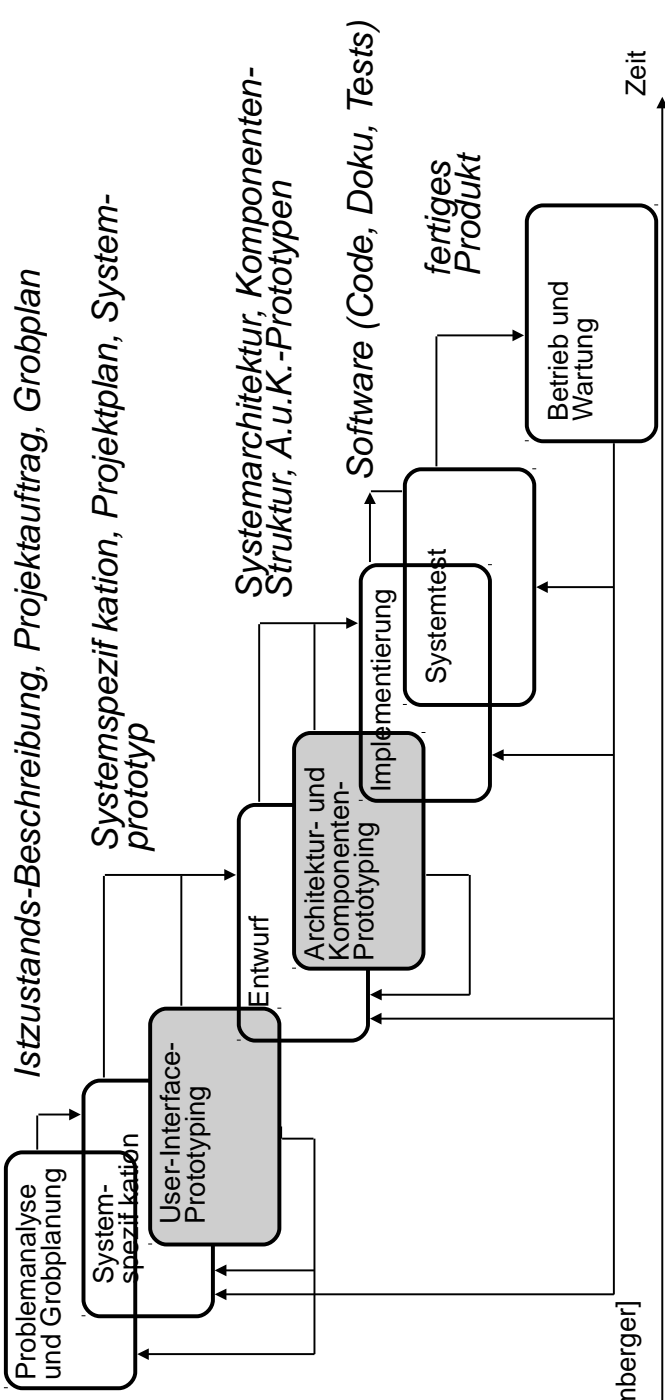 Istzustands-Beschreibung, Projektauftrag, Grobplan
Problemanalyse
und Grobplanung
Systemspezif kation, Projektplan, System-
prototyp
System-
spezif kation
User-Interface-
Prototyping
Systemarchitektur, Komponenten-
Struktur, A.u.K.-Prototypen
Entwurf
Architektur- und
Komponenten-
Prototyping
Software (Code, Doku, Tests)
Implementierung
Systemtest
fertiges
Produkt
Betrieb und
Wartung
Zeit
nberger]